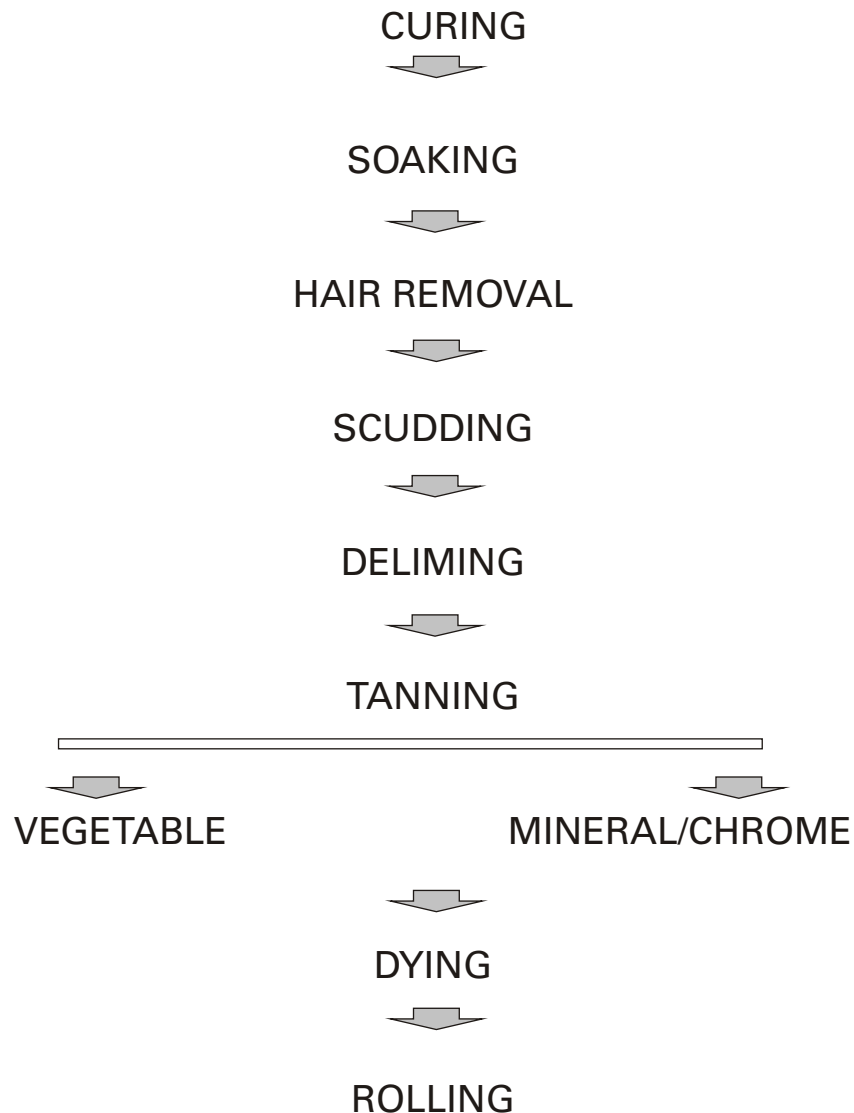 CURING
SOAKING
HAIR REMOVAL
SCUDDING
DELIMING
TANNING
VEGETABLE MINERAL/CHROME
DYING
ROLLING